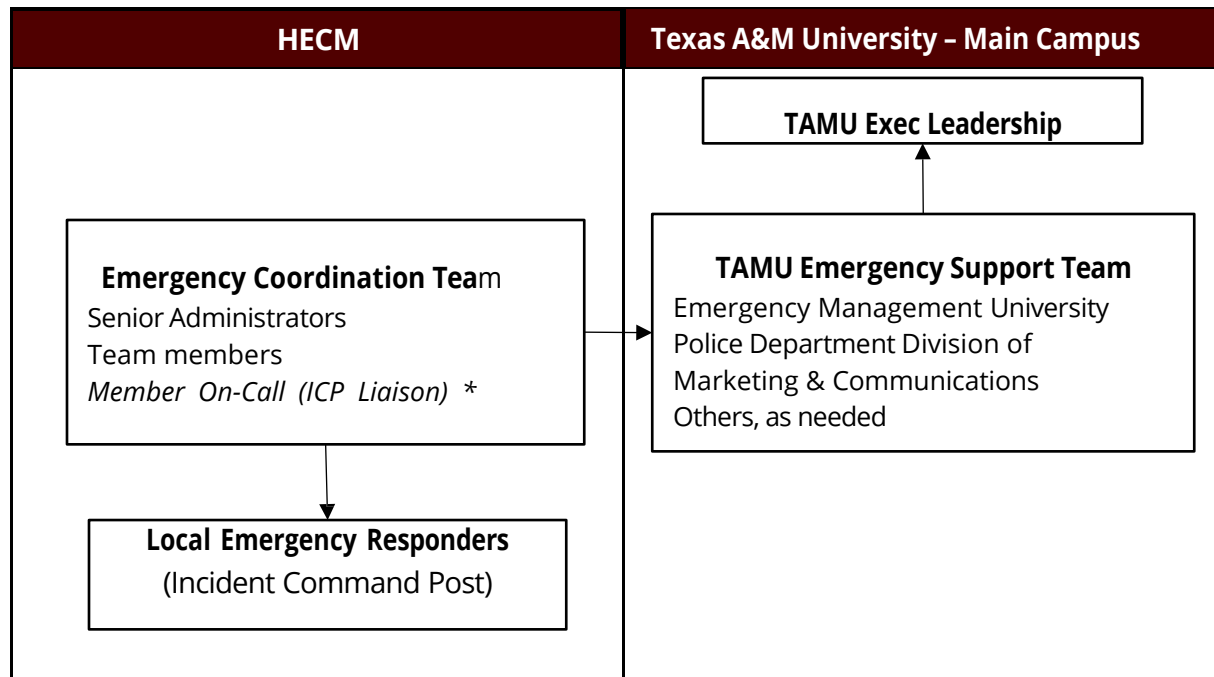 HECM
Texas A&M University – Main Campus
TAMU Exec Leadership
Emergency Coordination Team
Senior Administrators
Team members
Member On-Call (ICP Liaison) *
TAMU Emergency Support Team
Emergency Management University
Police Department Division of
Marketing & Communications
Others, as needed
Local Emergency Responders
(Incident Command Post)